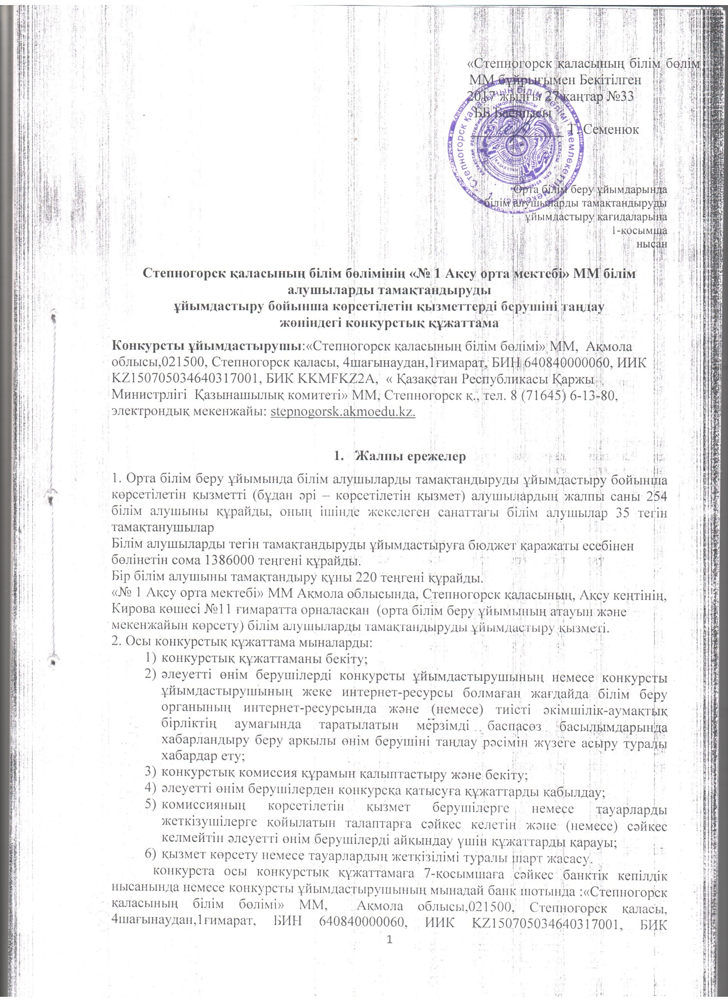 «Степногорск қаласының білім бөлім
ММ бұйрығымен Бекітілген
2017 жылғы 27 қаңтар №33
ББ Басшысы
Т. Семенюк
Орта білім беру ұйымдарында
білім алушыларды тамақтандыруды
ұйымдастыру қағидаларына
1-қосымша
нысан
Степногорск қаласының білім бөлімінің «№ 1 Ақсу орта мектебі» ММ білім
алушыларды тамақтандыруды
ұйымдастыру бойынша көрсетілетін қызметтерді берушіні таңдау
жөніндегі конкурстық құжаттама
Конкурсты ұйымдастырушы:«Степногорск қаласының білім бөлімі» ММ, Ақмола
облысы,021500, Степногорск қаласы, 4шағынаудан,1ғимарат, БИН 640840000060, ИИК
KZ150705034640317001, БИК KKMFKZ2A, « Қазақстан Республикасы Қаржы
Министрлігі Қазынашылық комитеті» ММ, Степногорск қ., тел. 8 (71645) 6-13-80,
электрондық мекенжайы: stepnogorsk.akmoedu.kz.
1. Жалпы ережелер
1. Орта білім беру ұйымында білім алушыларды тамақтандыруды ұйымдастыру бойынша
көрсетілетін қызметті (бұдан әрі – көрсетілетін қызмет) алушылардың жалпы саны 254
білім алушыны құрайды, оның ішінде жекелеген санаттағы білім алушылар 35 тегін
тамақтанушылар
Білім алушыларды тегін тамақтандыруды ұйымдастыруға бюджет қаражаты есебінен
бөлінетін сома 1386000 теңгені құрайды.
Бір білім алушыны тамақтандыру құны 220 теңгені құрайды.
«№ 1 Ақсу орта мектебі» ММ Ақмола облысында, Степногорск қаласының, Ақсу кентінің,
Кирова көшесі №11 ғимаратта орналасқан (орта білім беру ұйымының атауын және
мекенжайын көрсету) білім алушыларды тамақтандыруды ұйымдастыру қызметі.
2. Осы конкурстық құжаттама мыналарды:
1) конкурстық құжаттаманы бекіту;
2) әлеуетті өнім берушілерді конкурсты ұйымдастырушының немесе конкурсты
ұйымдастырушының жеке интернет-ресурсы болмаған жағдайда білім беру
органының интернет-ресурсында және (немесе) тиісті әкімшілік-аумақтық
бірліктің аумағында таратылатын мерзімді баспасөз басылымдарында
хабарландыру беру арқылы өнім берушіні таңдау рәсімін жүзеге асыру туралы
хабардар ету;
3) конкурстық комиссия құрамын қалыптастыру және бекіту;
4) әлеуетті өнім берушілерден конкурсқа қатысуға құжаттарды қабылдау;
5) комиссияның көрсетілетін қызмет берушілерге немесе тауарларды
жеткізушілерге қойылатын талаптарға сәйкес келетін және (немесе) сәйкес
келмейтін әлеуетті өнім берушілерді айқындау үшін құжаттарды қарауы;
6) қызмет көрсету немесе тауарлардың жеткізілімі туралы шарт жасасу.
конкурста осы конкурстық құжаттамаға 7-қосымшаға сәйкес банктік кепілдік
нысанында немесе конкурсты ұйымдастырушының мынадай банк шотында :«Степногорск
қаласының білім бөлімі» ММ, Ақмола облысы,021500, Степногорск қаласы,
4шағынаудан,1ғимарат, БИН 640840000060, ИИК KZ150705034640317001, БИК
1